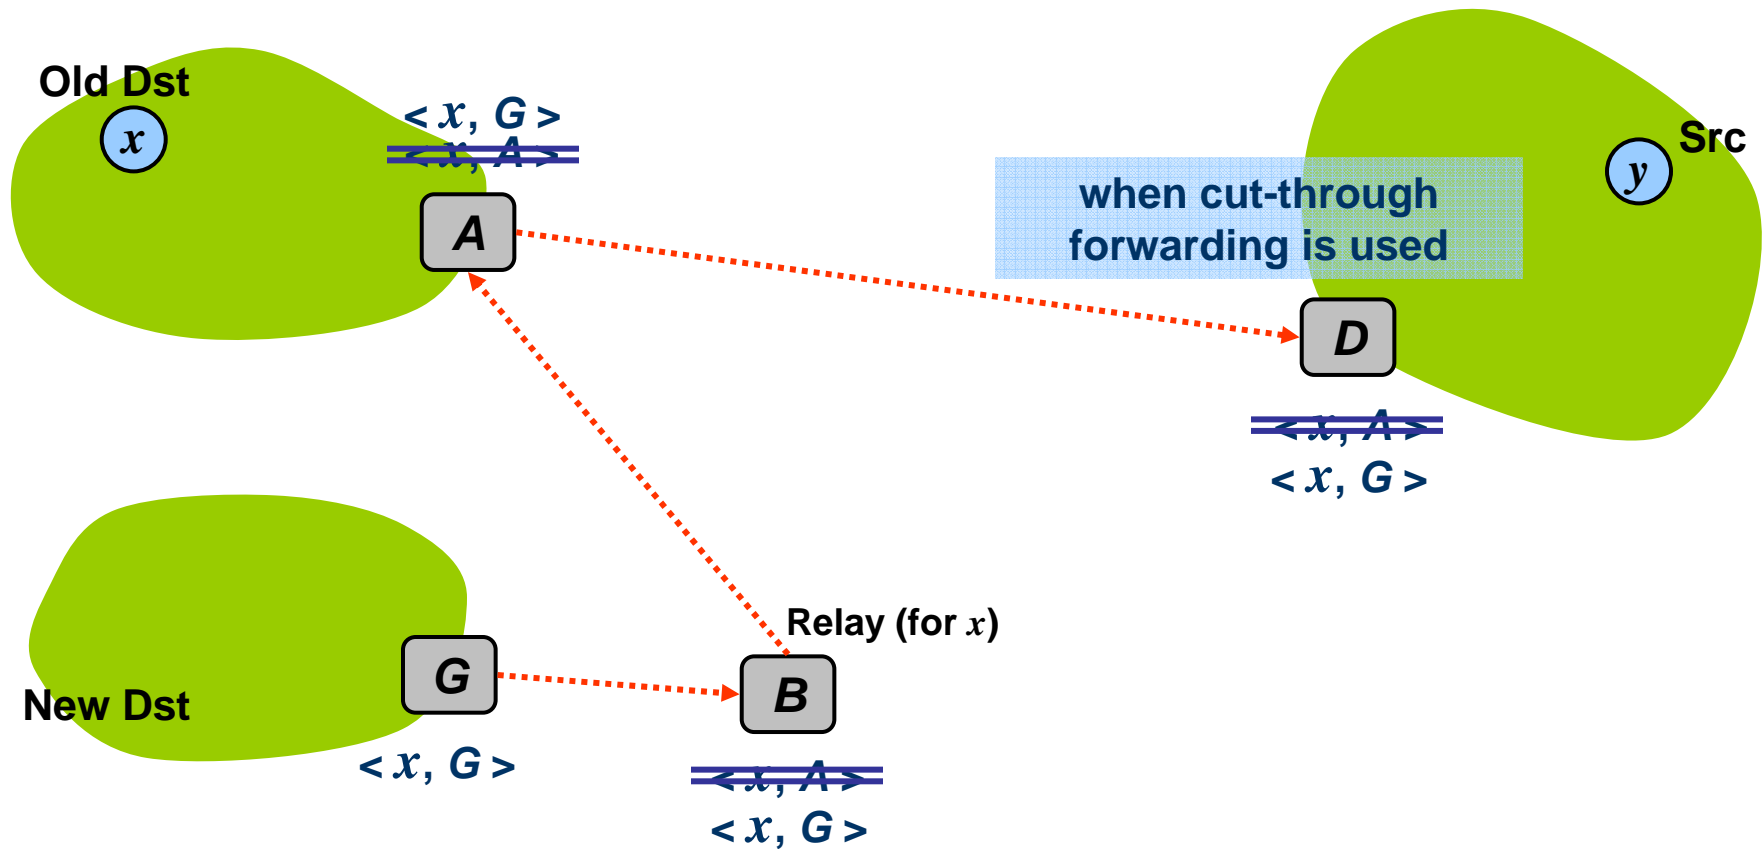 Old Dst
x
< x, G >
< x, A >
A
when cut-through
forwarding is used
Src
y
D
< x, A >
< x, G >
Relay (for x)
New Dst
G
B
< x, G >
< x, A >
< x, G >